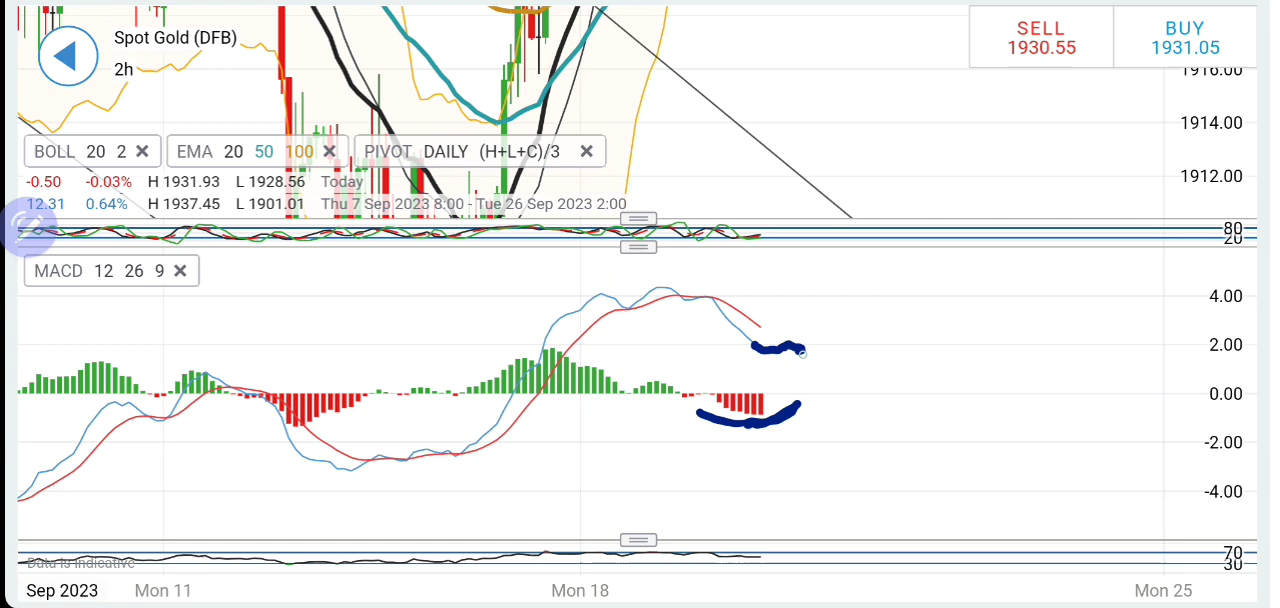 Spot Gold (DFB)
2h
SELL
1930.55
BUY
1931.05
1916.00
1914.00
1912.00
BOLL 20 2 ✕
EMA 20 50 100 ✕
PIVOT DAILY (H+L+C)/3 ✕
-0.50 -0.03% H 1931.93 L 1928.56 Today
12.31 0.64% H 1937.45 L 1901.01 Thu 7 Sep 2023 8:00 - Tue 26 Sep 2023 2:00
80
20
MACD 12 26 9 ✕
4.00
2.00
0.00
-2.00
-4.00
70
30
Data is indicative
Sep 2023 Mon 11 Mon 18 Mon 25